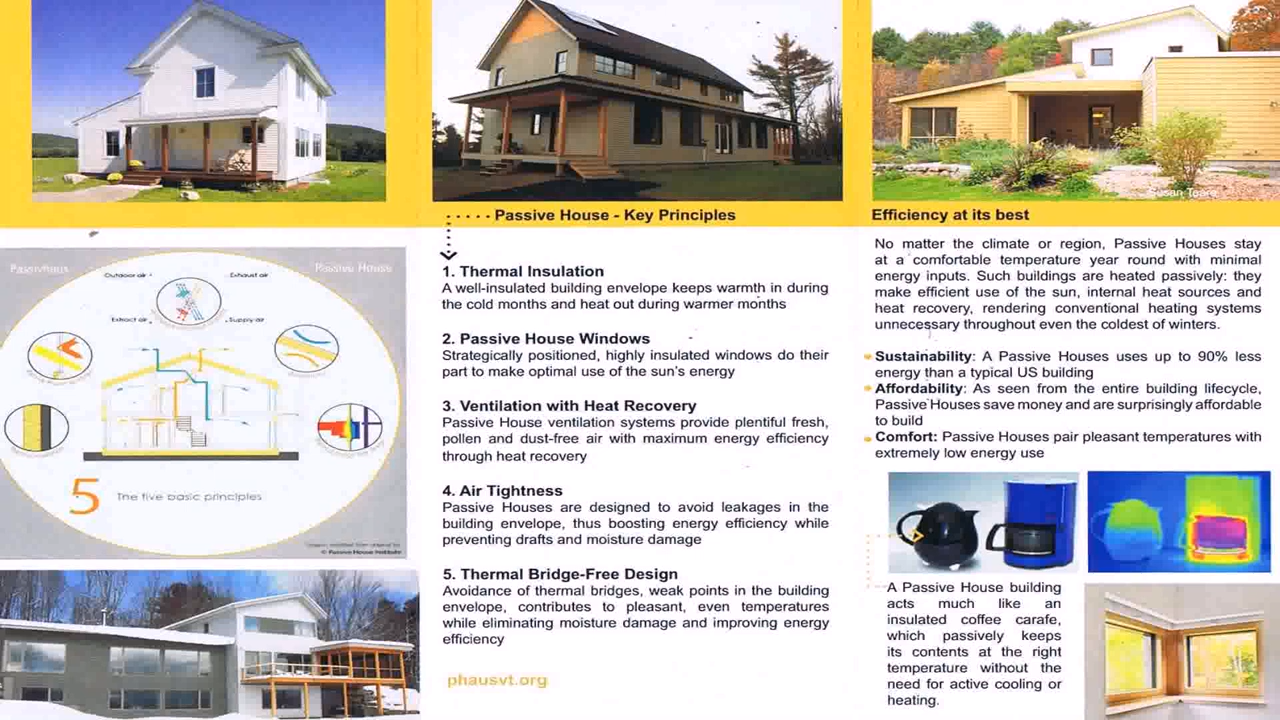 Susan Teare
Passive House - Key Principles
1. Thermal Insulation
A well-insulated building envelope keeps warmth in during
the cold months and heat out during warmer months
2. Passive House Windows
Strategically positioned, highly insulated windows do their
part to make optimal use of the sun's energy
3. Ventilation with Heat Recovery
Passive House ventilation systems provide plentiful fresh,
pollen and dust-free air with maximum energy efficiency
through heat recovery
4. Air Tightness
Passive Houses are designed to avoid leakages in the
building envelope, thus boosting energy efficiency while
preventing drafts and moisture damage
5. Thermal Bridge-Free Design
Avoidance of thermal bridges, weak points in the building
envelope, contributes to pleasant, even temperatures
while eliminating moisture damage and improving energy
efficiency
phausvt.org
Efficiency at its best
No matter the climate or region, Passive Houses stay
at a comfortable temperature year round with minimal
energy inputs. Such buildings are heated passively: they
make efficient use of the sun, internal heat sources and
heat recovery, rendering conventional heating systems
unnecessary throughout even the coldest of winters.
Sustainability: A Passive Houses uses up to 90% less
energy than a typical US building
Affordability: As seen from the entire building lifecycle,
Passive Houses save money and are surprisingly affordable
to build
Comfort: Passive Houses pair pleasant temperatures with
extremely low energy use
A Passive House building
acts much like an
insulated coffee carafe,
which passively keeps
its contents at the right
temperature without the
need for active cooling or
heating.
Passivhaus
Passive House
Outdoor air
Exhaust air
Extract air
Supply air
5 The five basic principles
© Passive House Institute